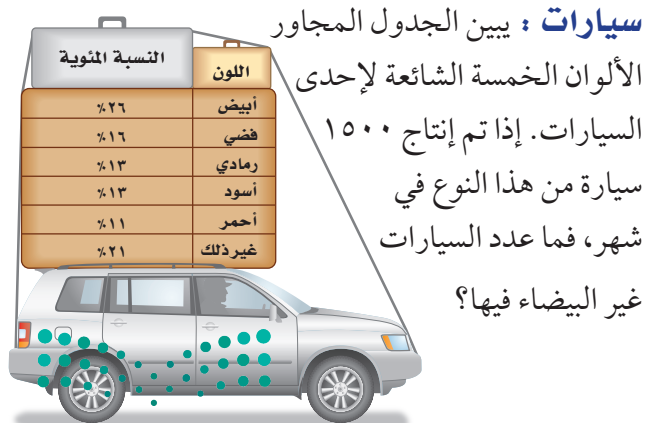 سيارات : يبين الجدول المجاور
الألوان الخمسة الشائعة لإحدى
السيارات. إذا تم إنتاج ١٥٠٠
سيارة من هذا النوع في
شهر، فما عدد السيارات
غير البيضاء فيها؟
اللون النسبة المئوية
أبيض ٢٦٪
فضي ١٦٪
رمادي ١٣٪
أسود ١٣٪
أحمر ١١٪
غير ذلك ٢١٪